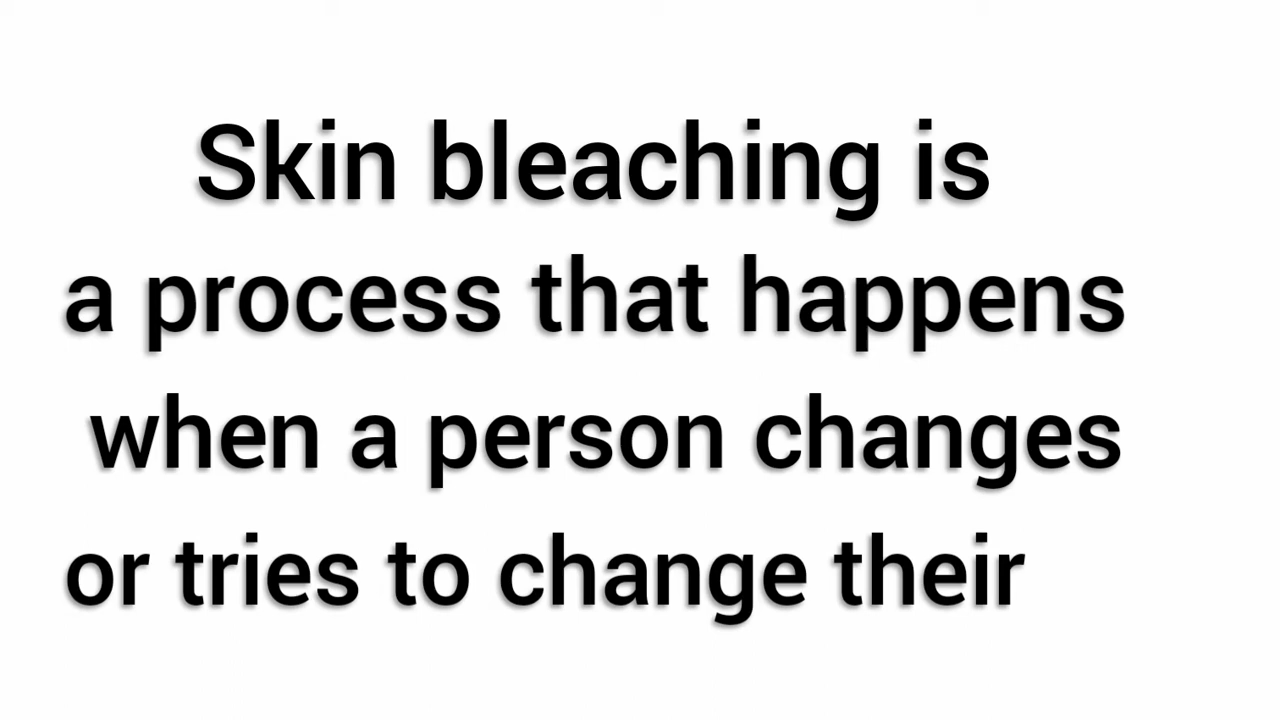 Skin bleaching is
a process that happens
when a person changes
or tries to change their